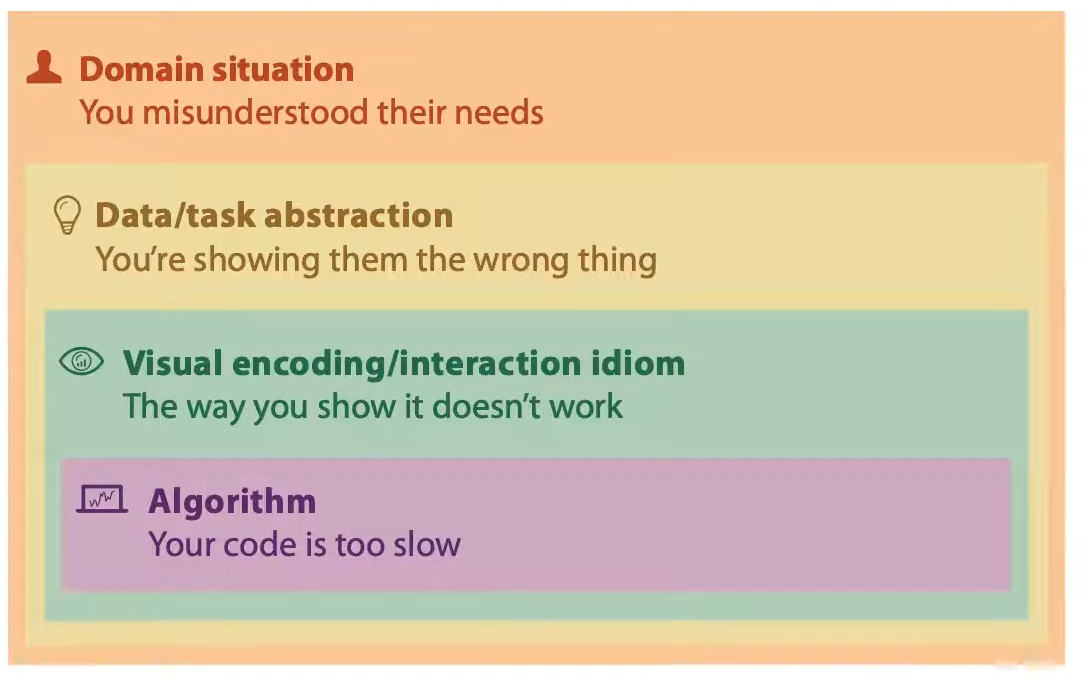 Domain situation
You misunderstood their needs
Data/task abstraction
You’re showing them the wrong thing
Visual encoding/interaction idiom
The way you show it doesn’t work
Algorithm
Your code is too slow